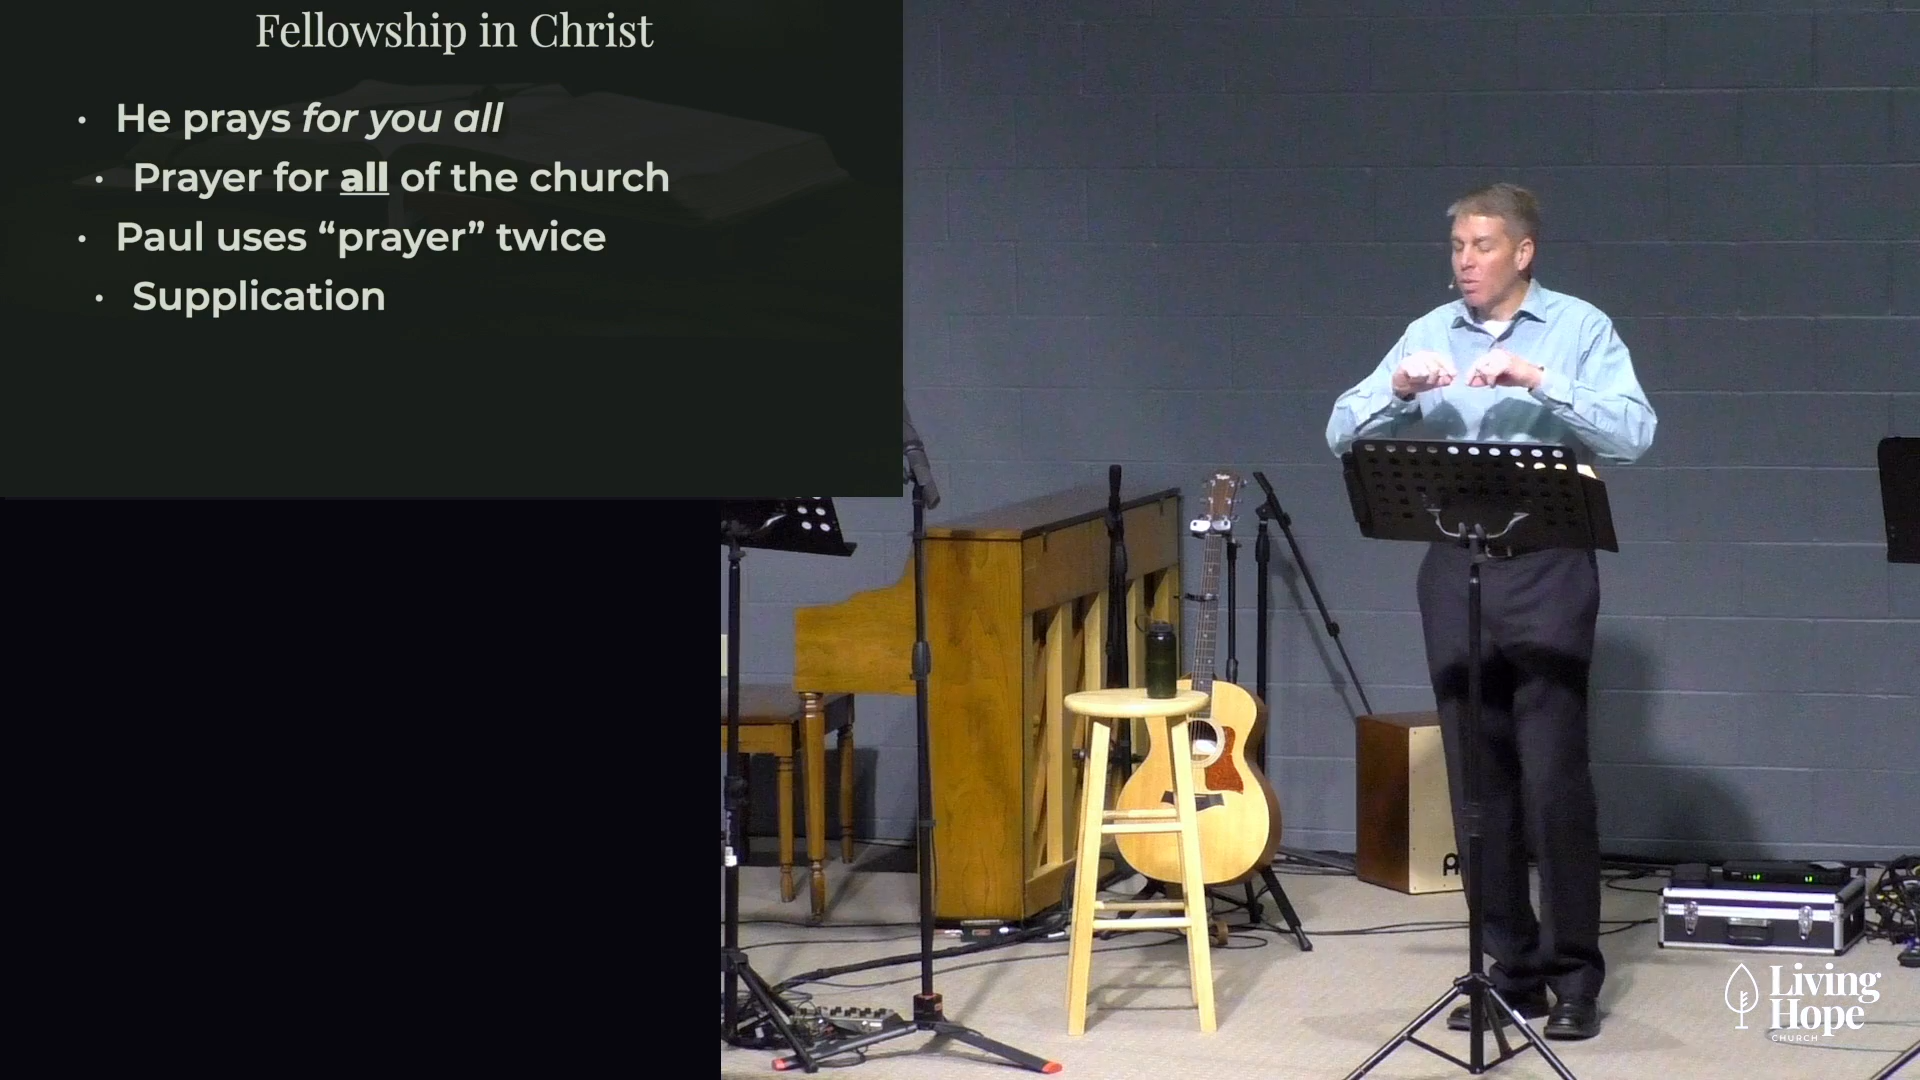 Fellowship in Christ
• He prays for you all
• Prayer for all of the church
• Paul uses “prayer” twice
• Supplication
Living
Hope
CHURCH